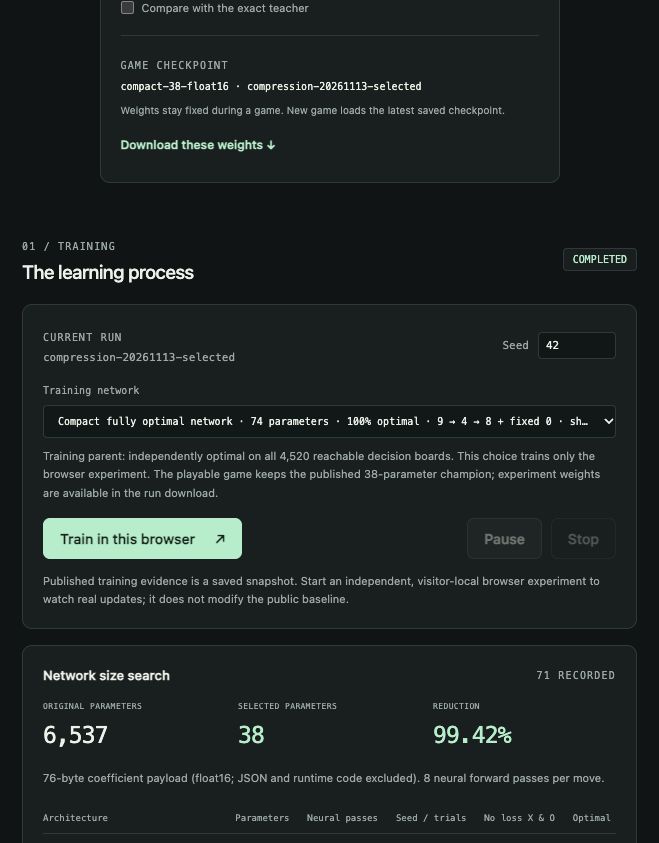 Compare with the exact teacher
GAME CHECKPOINT
compact-38-float16 · compression-20261113-selected
Weights stay fixed during a game. New game loads the latest saved checkpoint.
Download these weights ↓
01 / TRAINING
The learning process
COMPLETED
CURRENT RUN
compression-20261113-selected
Seed
42
Training network
Compact fully optimal network · 74 parameters · 100% optimal · 9 → 4 → 8 + fixed 0 · sh…
Training parent: independently optimal on all 4,520 reachable decision boards. This choice trains only the
browser experiment. The playable game keeps the published 38-parameter champion; experiment weights
are available in the run download.
Train in this browser ↗
Pause
Stop
Published training evidence is a saved snapshot. Start an independent, visitor-local browser experiment to
watch real updates; it does not modify the public baseline.
Network size search
71 RECORDED
ORIGINAL PARAMETERS
6,537
SELECTED PARAMETERS
38
REDUCTION
99.42%
76-byte coefficient payload (float16; JSON and runtime code excluded). 8 neural forward passes per move.
Architecture Parameters Neural passes Seed / trials No loss X & O Optimal